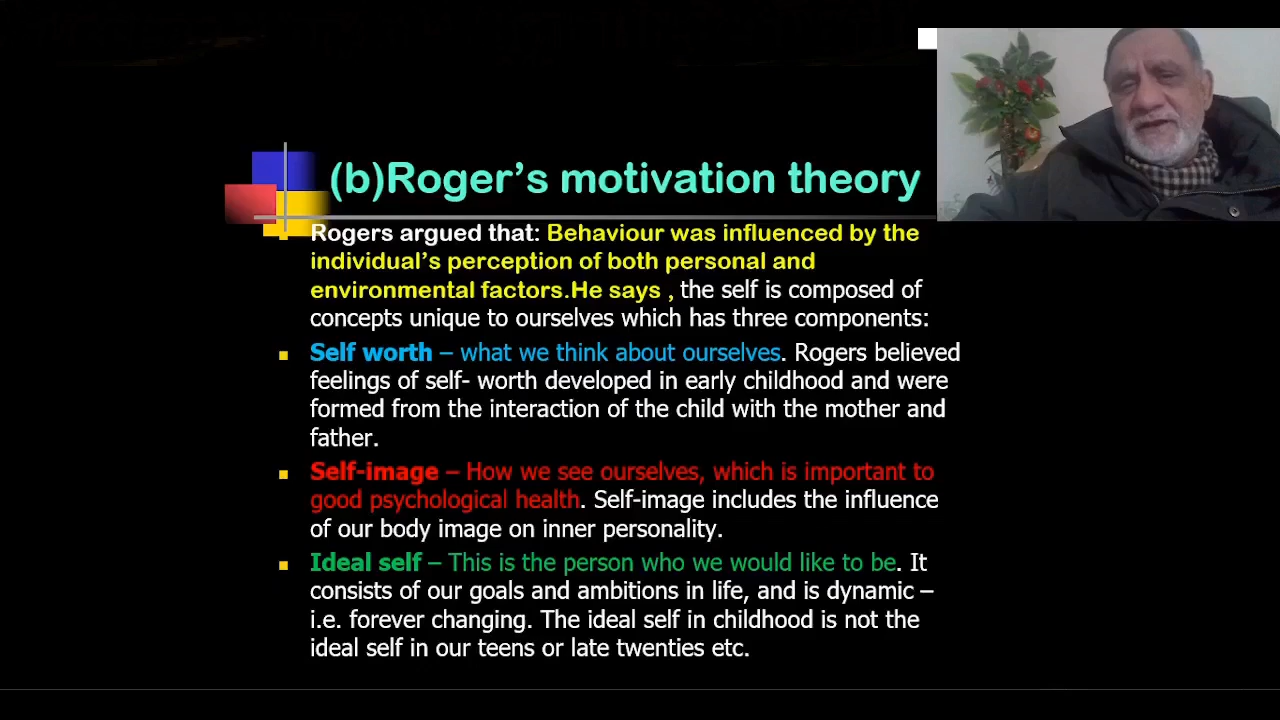 (b)Roger’s motivation theory
Rogers argued that: Behaviour was influenced by the
individual’s perception of both personal and
environmental factors.He says , the self is composed of
concepts unique to ourselves which has three components:
Self worth – what we think about ourselves. Rogers believed
feelings of self- worth developed in early childhood and were
formed from the interaction of the child with the mother and
father.
Self-image – How we see ourselves, which is important to
good psychological health. Self-image includes the influence
of our body image on inner personality.
Ideal self – This is the person who we would like to be. It
consists of our goals and ambitions in life, and is dynamic –
i.e. forever changing. The ideal self in childhood is not the
ideal self in our teens or late twenties etc.